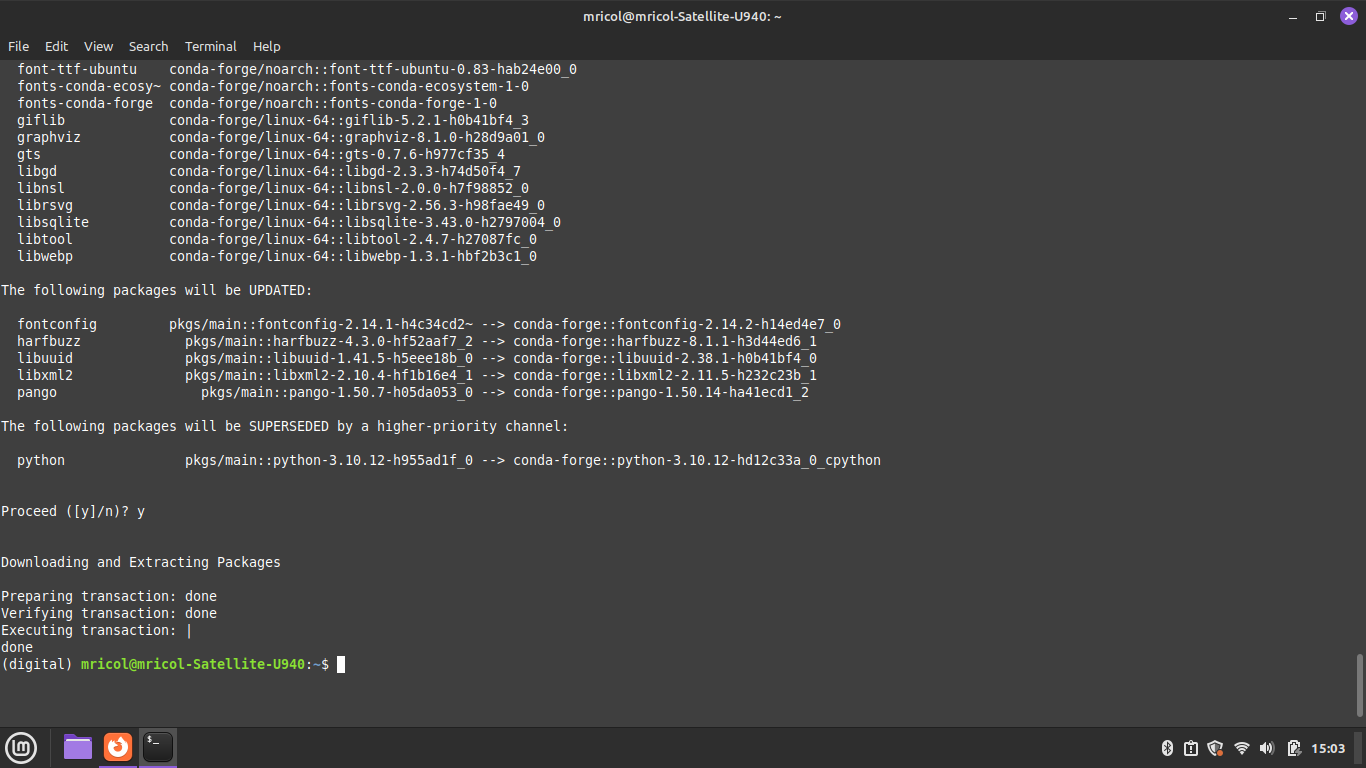 mricol@mricol-Satellite-U940: ~
File Edit View Search Terminal Help
font-ttf-ubuntu conda-forge/noarch::font-ttf-ubuntu-0.83-hab24e00_0
fonts-conda-ecosy~ conda-forge/noarch::fonts-conda-ecosystem-1-0
fonts-conda-forge conda-forge/noarch::fonts-conda-forge-1-0
giflib conda-forge/linux-64::giflib-5.2.1-h0b41bf4_3
graphviz conda-forge/linux-64::graphviz-8.1.0-h28d9a01_0
gts conda-forge/linux-64::gts-0.7.6-h977cf35_4
libgd conda-forge/linux-64::libgd-2.3.3-h74d50f4_7
libnsl conda-forge/linux-64::libnsl-2.0.0-h7f98852_0
librsvg conda-forge/linux-64::librsvg-2.56.3-h98fae49_0
libsqlite conda-forge/linux-64::libsqlite-3.43.0-h2797004_0
libtool conda-forge/linux-64::libtool-2.4.7-h27087fc_0
libwebp conda-forge/linux-64::libwebp-1.3.1-hbf2b3c1_0
The following packages will be UPDATED:
fontconfig pkgs/main::fontconfig-2.14.1-h4c34cd2~ --> conda-forge::fontconfig-2.14.2-h14ed4e7_0
harfbuzz pkgs/main::harfbuzz-4.3.0-hf52aaf7_2 --> conda-forge::harfbuzz-8.1.1-h3d44ed6_1
libuuid pkgs/main::libuuid-1.41.5-h5eee18b_0 --> conda-forge::libuuid-2.38.1-h0b41bf4_0
libxml2 pkgs/main::libxml2-2.10.4-hf1b16e4_1 --> conda-forge::libxml2-2.11.5-h232c23b_1
pango pkgs/main::pango-1.50.7-h05da053_0 --> conda-forge::pango-1.50.14-ha41ecd1_2
The following packages will be SUPERSEDED by a higher-priority channel:
python pkgs/main::python-3.10.12-h955ad1f_0 --> conda-forge::python-3.10.12-hd12c33a_0_cpython
Proceed ([y]/n)? y
Downloading and Extracting Packages
Preparing transaction: done
Verifying transaction: done
Executing transaction: |
done
(digital) mricol@mricol-Satellite-U940:~$
15:03